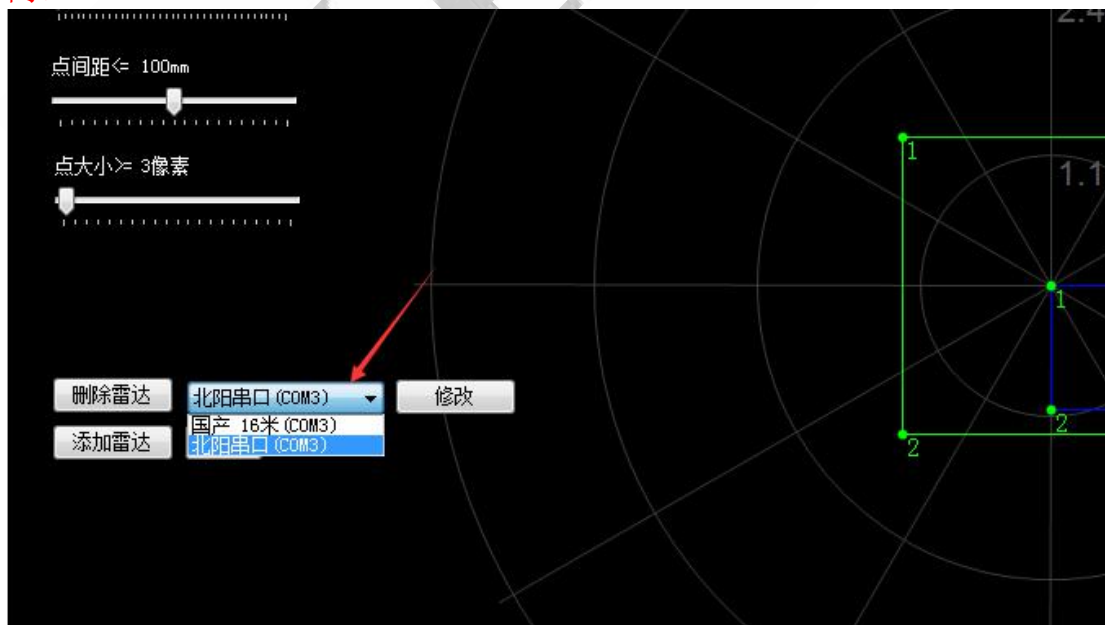 点间距<= 100mm
点大小>= 3像素
1
1
2
2
删除雷达
北阳串口(COM3)
修改
国产 16米(COM3)
添加雷达
北阳串口(COM3)